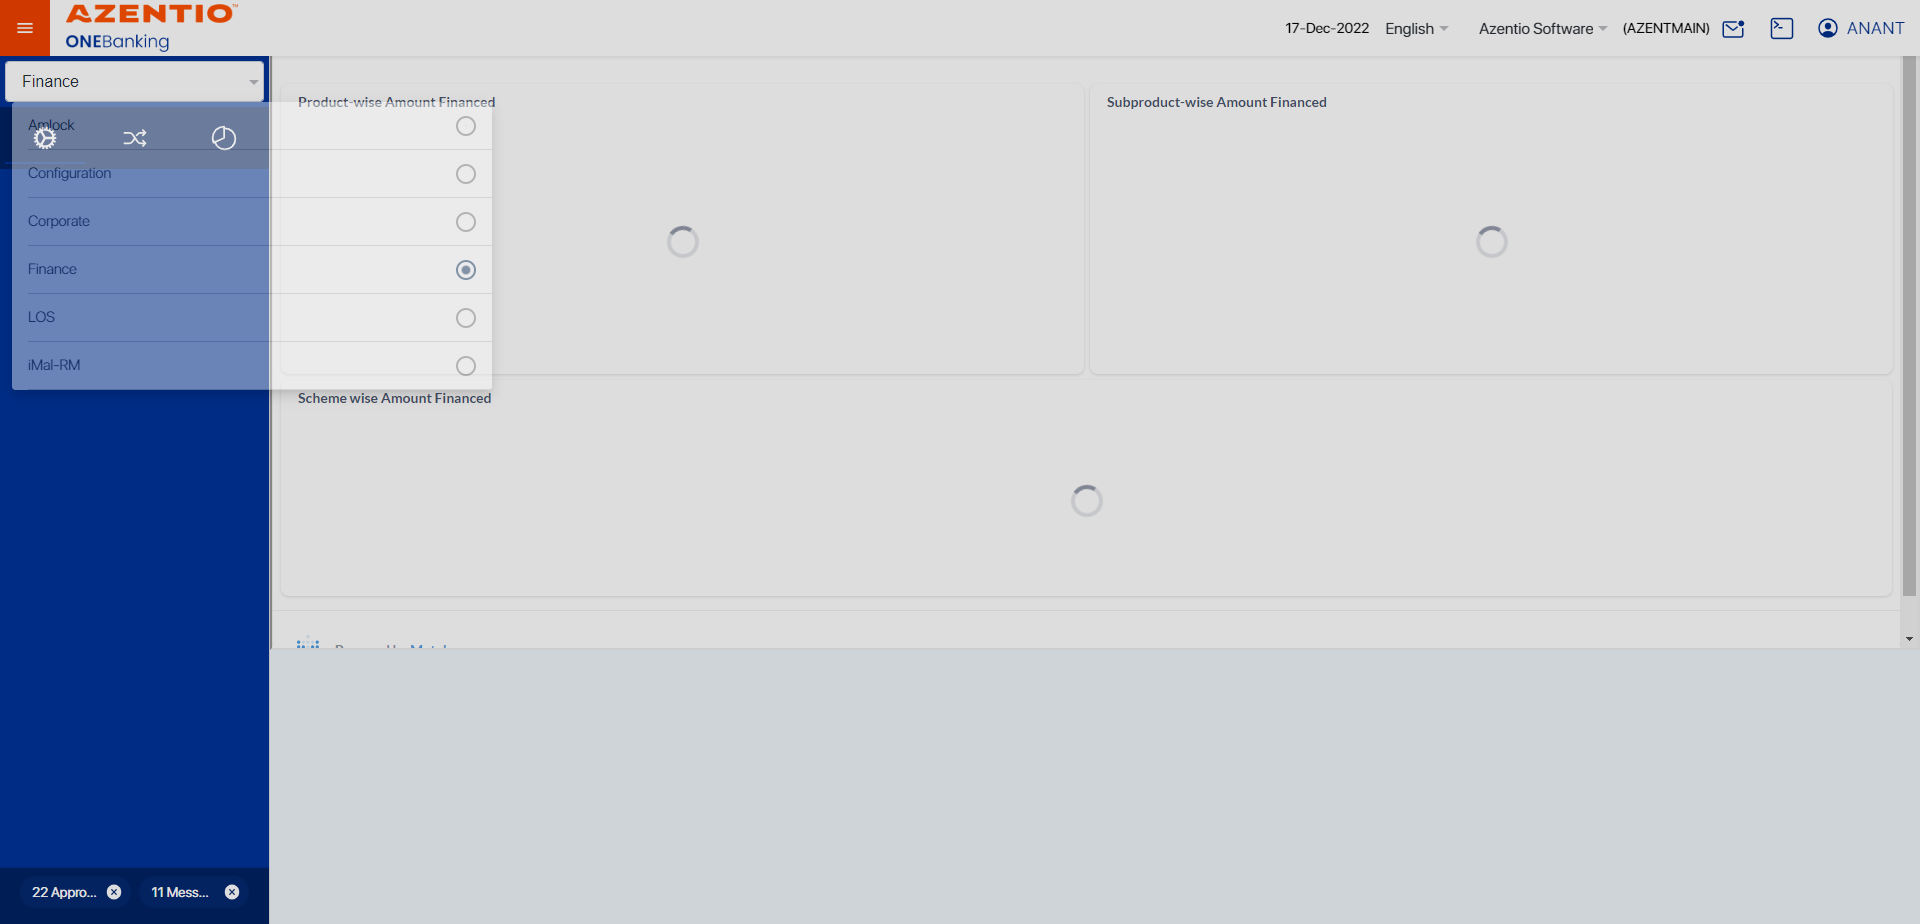 AZENTIO™
ONEBanking
17-Dec-2022 English Azentio Software (AZENTMAIN) ANANT
Finance
Amlock
Configuration
Corporate
Finance
LOS
iMal-RM
Product-wise Amount Financed
Subproduct-wise Amount Financed
Scheme wise Amount Financed
22 Appro...
11 Mess...